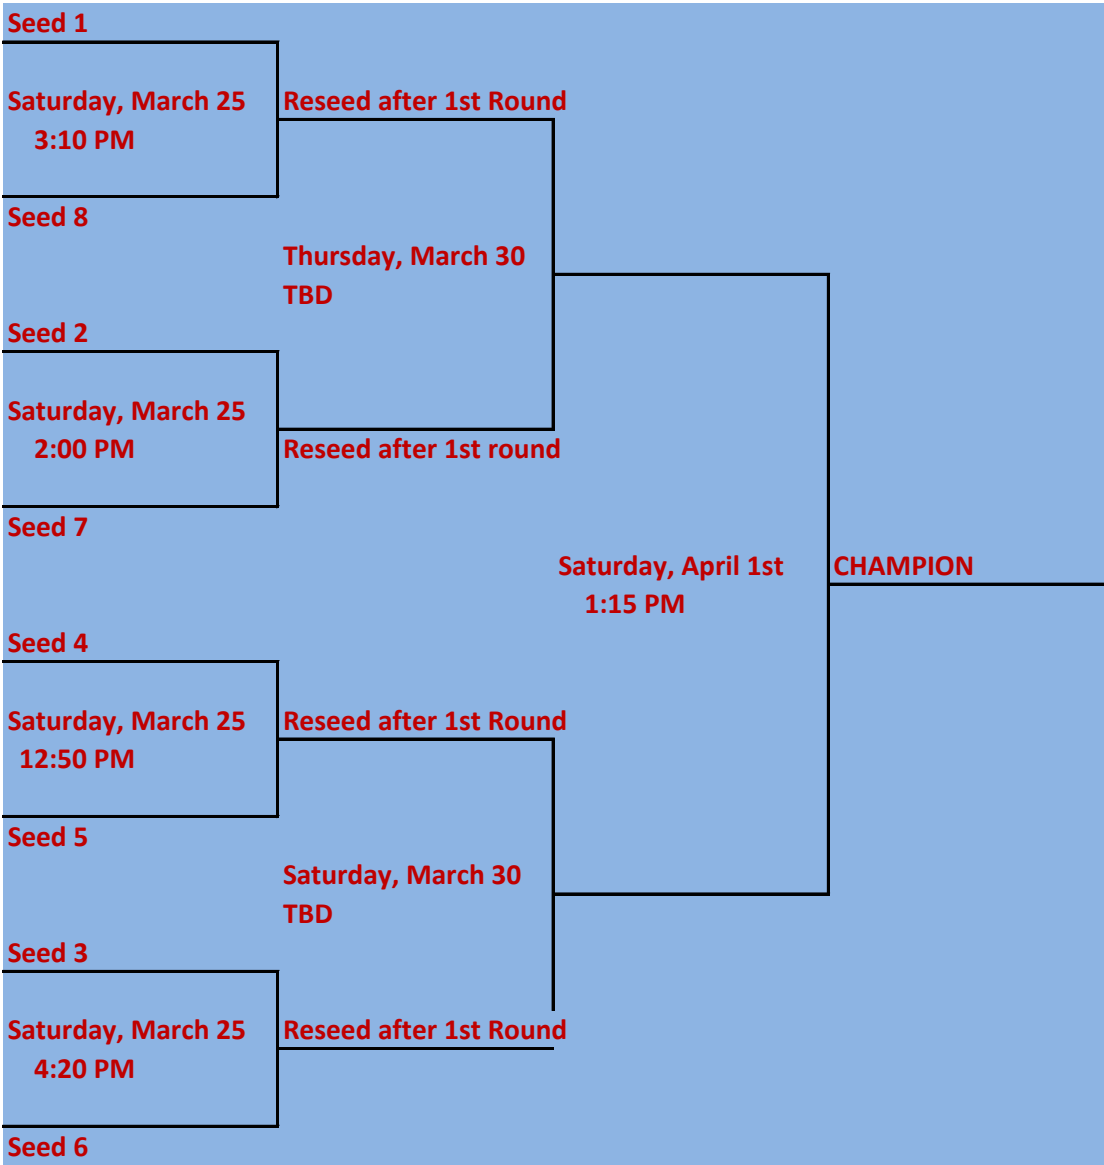 Seed 1
Saturday, March 25
3:10 PM
Reseed after 1st Round
Seed 8
Thursday, March 30
TBD
Seed 2
Saturday, March 25
2:00 PM
Reseed after 1st round
Seed 7
Saturday, April 1st
1:15 PM
CHAMPION
Seed 4
Saturday, March 25
12:50 PM
Reseed after 1st Round
Seed 5
Saturday, March 30
TBD
Seed 3
Saturday, March 25
4:20 PM
Reseed after 1st Round
Seed 6